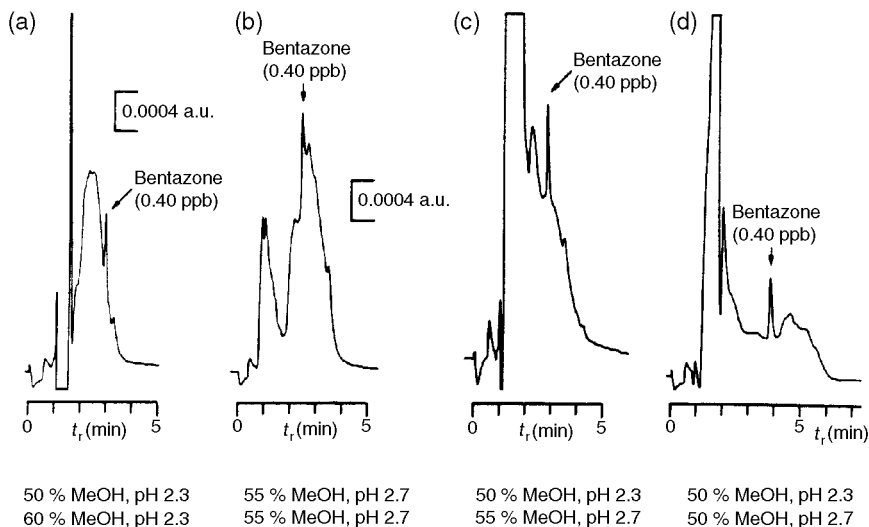 (a)
0.0004 a.u.
Bentazone
(0.40 ppb)
0
5
tr (min)
50 % MeOH, pH 2.3
60 % MeOH, pH 2.3
(b)
Bentazone
(0.40 ppb)
0.0004 a.u.
0
5
tr (min)
55 % MeOH, pH 2.7
55 % MeOH, pH 2.7
(c)
Bentazone
(0.40 ppb)
0
5
tr (min)
50 % MeOH, pH 2.3
55 % MeOH, pH 2.7
(d)
Bentazone
(0.40 ppb)
0
5
tr (min)
50 % MeOH, pH 2.3
50 % MeOH, pH 2.7